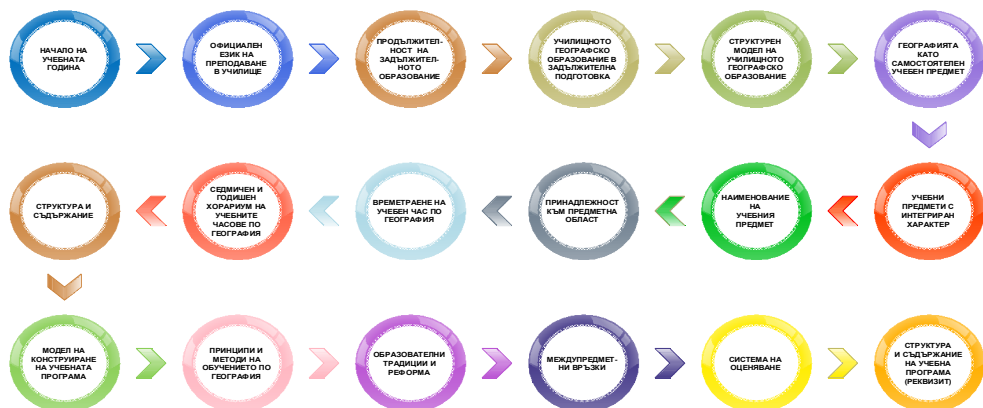 НАЧАЛО НА
УЧЕБНАТА
ГОДИНА
ОФИЦИАЛЕН
ЕЗИК НА
ПРЕПОДАВАНЕ
В УЧИЛИЩЕ
ПРОДЪЛЖИТЕЛ-
НОСТ НА
ЗАДЪЛЖИТЕЛ-
НОТО
ОБРАЗОВАНИЕ
УЧИЛИЩНОТО
ГЕОГРАФСКО
ОБРАЗОВАНИЕ В
ЗАДЪЛЖИТЕЛНА
ПОДГОТОВКА
СТРУКТУРЕН
МОДЕЛ НА
УЧИЛИЩНОТО
ГЕОГРАФСКО
ОБРАЗОВАНИЕ
ГЕОГРАФИЯТА
КАТО
САМОСТОЯТЕЛЕН
УЧЕБЕН ПРЕДМЕТ
УЧЕБНИ
ПРЕДМЕТИ С
ИНТЕГРИРАН
ХАРАКТЕР
НАИМЕНОВАНИЕ
НА
УЧЕБНИЯ
ПРЕДМЕТ
ПРИНАДЛЕЖНОСТ
КЪМ ПРЕДМЕТНА
ОБЛАСТ
ВРЕМЕТРАЕНЕ НА
УЧЕБЕН ЧАС ПО
ГЕОГРАФИЯ
СЕДМИЧЕН И
ГОДИШЕН
ХОРАРИУМ НА
УЧЕБНИТЕ
ЧАСОВЕ ПО
ГЕОГРАФИЯ
СТРУКТУРА И
СЪДЪРЖАНИЕ
МОДЕЛ НА
КОНСТРУИРАНЕ
НА УЧЕБНАТА
ПРОГРАМА
ПРИНЦИПИ И
МЕТОДИ НА
ОБУЧЕНИЕТО ПО
ГЕОГРАФИЯ
ОБРАЗОВАТЕЛНИ
ТРАДИЦИИ И
РЕФОРМА
МЕЖДУПРЕДМЕТ-
НИ ВРЪЗКИ
СИСТЕМА НА
ОЦЕНЯВАНЕ
СТРУКТУРА
И СЪДЪРЖАНИЕ
НА УЧЕБНА
ПРОГРАМА
(РЕКВИЗИТ)